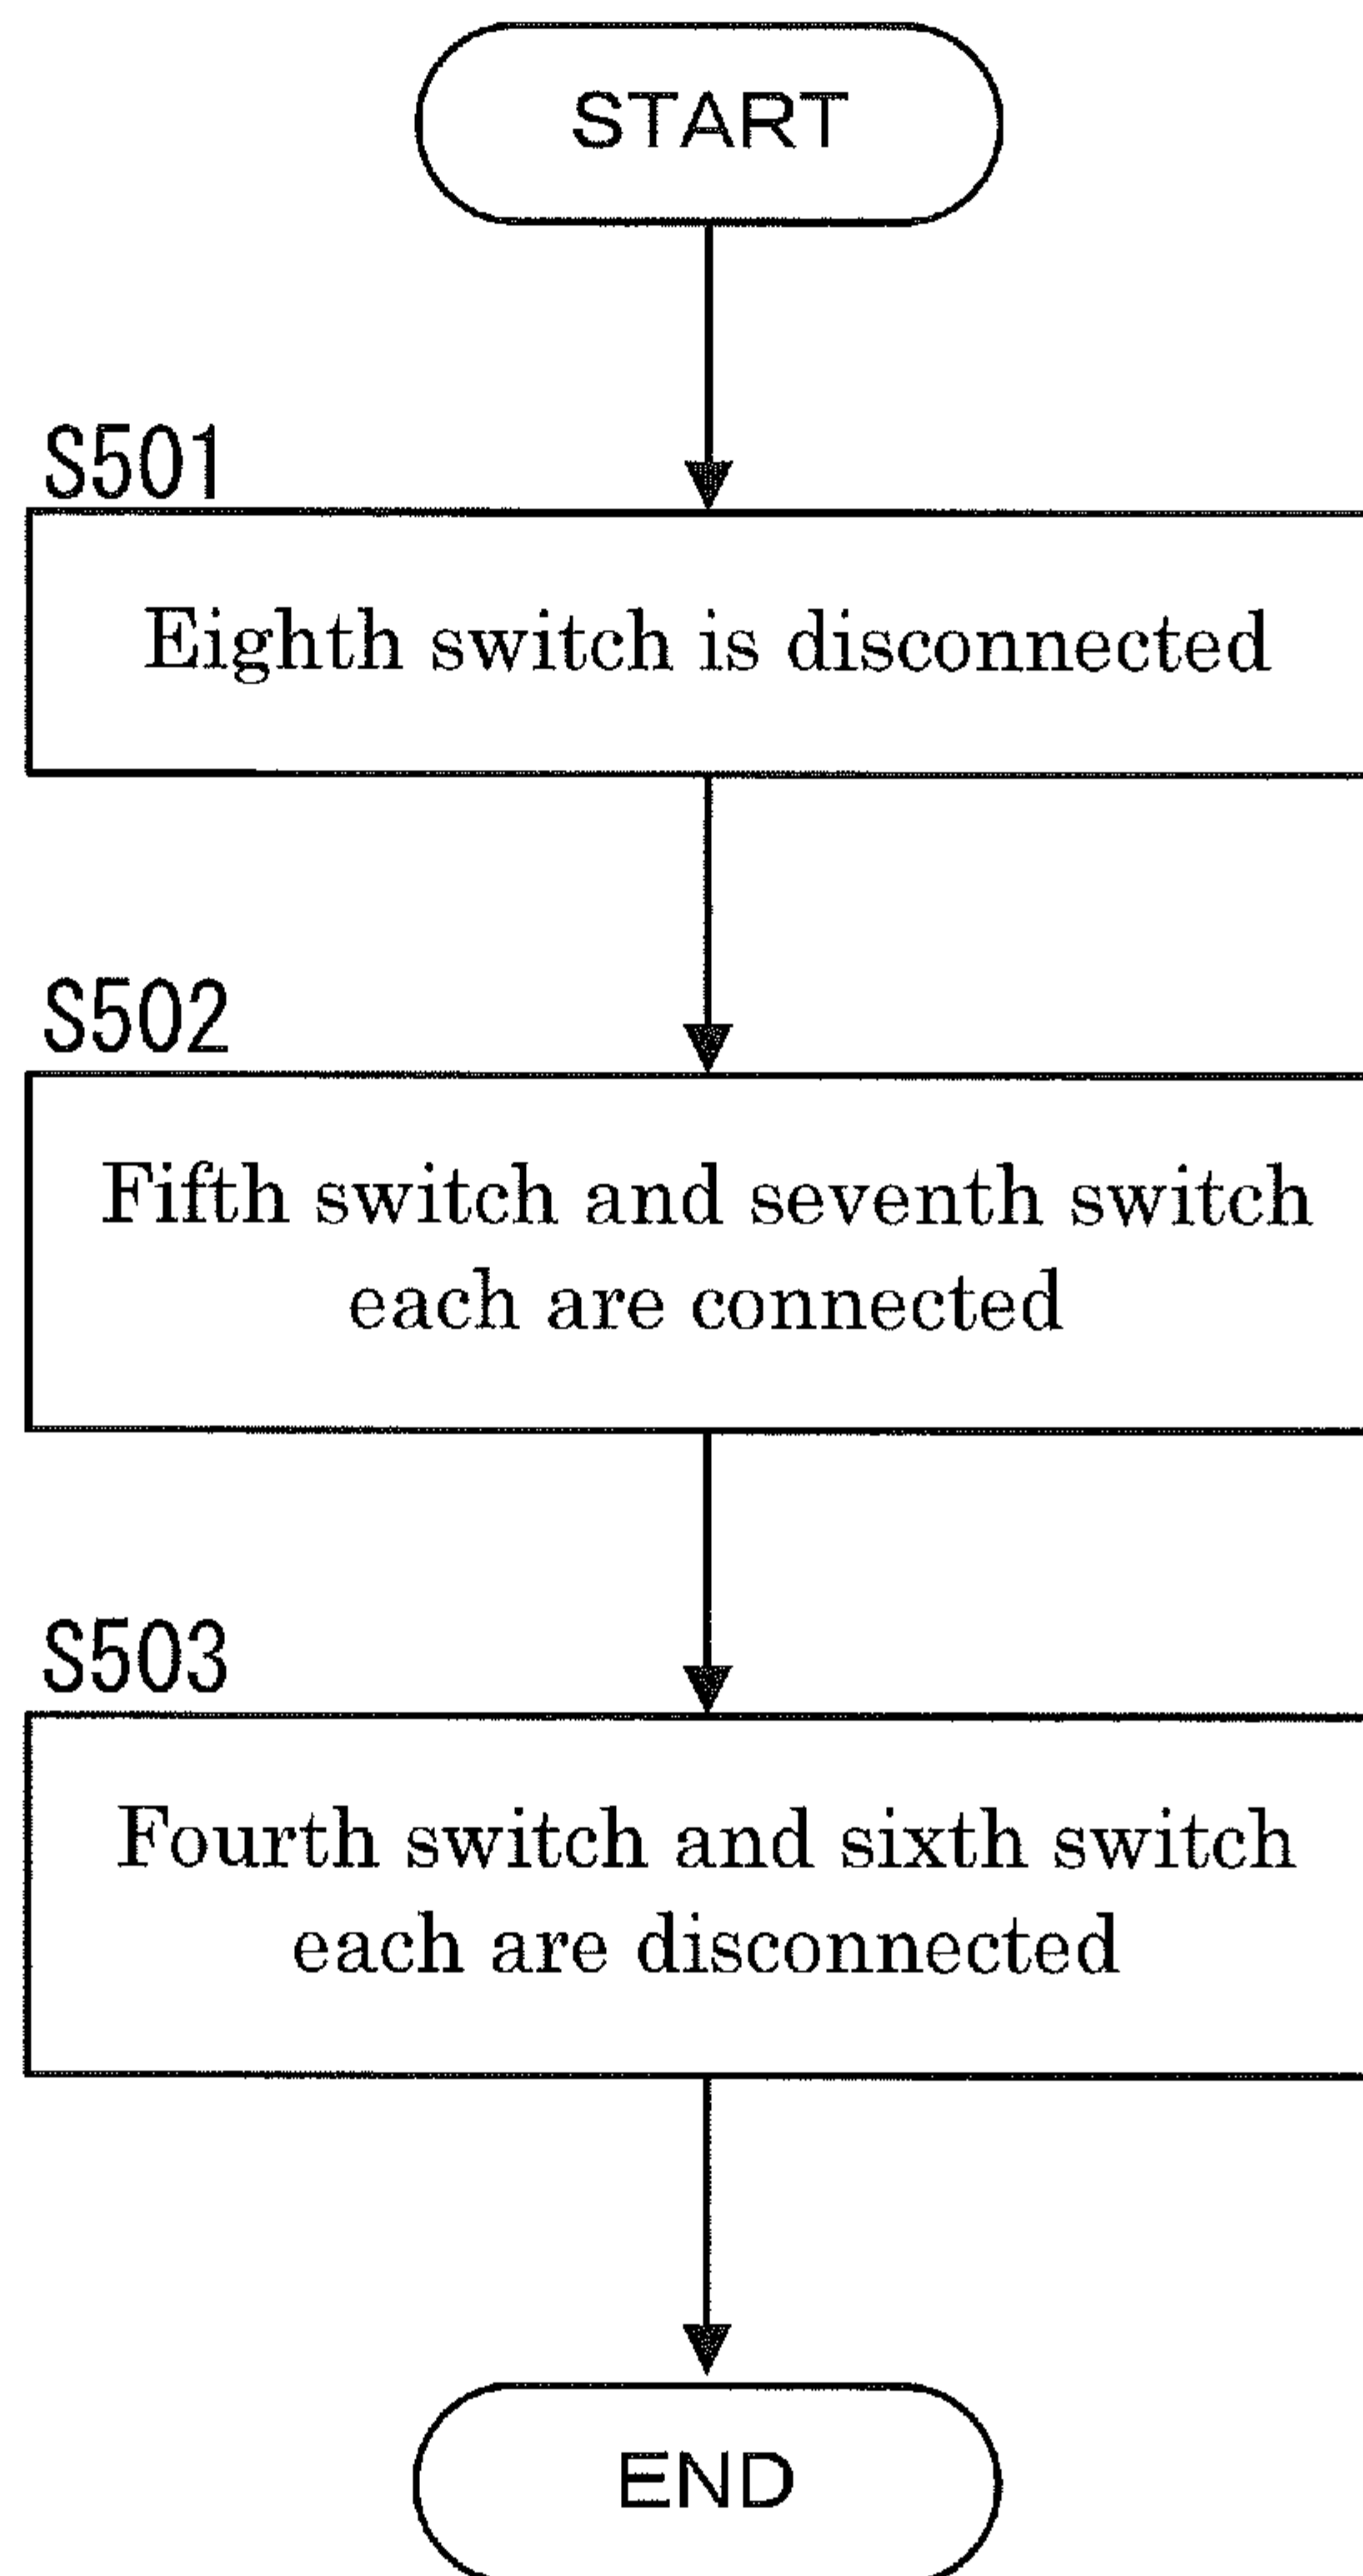 START
S501
Eighth switch is disconnected
S502
Fifth switch and seventh switch
each are connected
S503
Fourth switch and sixth switch
each are disconnected
END